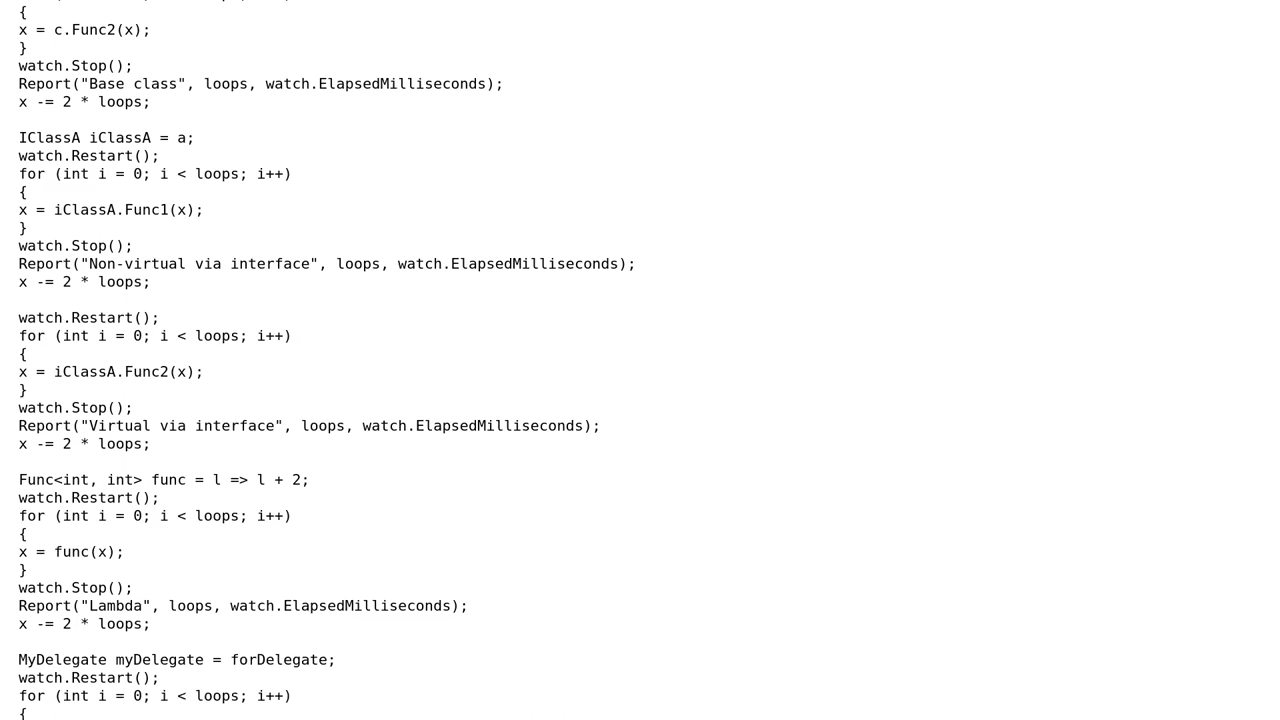 {
x = c.Func2(x);
}
watch.Stop();
Report("Base class", loops, watch.ElapsedMilliseconds);
x -= 2 * loops;

IClassA iClassA = a;
watch.Restart();
for (int i = 0; i < loops; i++)
{
x = iClassA.Func1(x);
}
watch.Stop();
Report("Non-virtual via interface", loops, watch.ElapsedMilliseconds);
x -= 2 * loops;

watch.Restart();
for (int i = 0; i < loops; i++)
{
x = iClassA.Func2(x);
}
watch.Stop();
Report("Virtual via interface", loops, watch.ElapsedMilliseconds);
x -= 2 * loops;

Func<int, int> func = l => l + 2;
watch.Restart();
for (int i = 0; i < loops; i++)
{
x = func(x);
}
watch.Stop();
Report("Lambda", loops, watch.ElapsedMilliseconds);
x -= 2 * loops;

MyDelegate myDelegate = forDelegate;
watch.Restart();
for (int i = 0; i < loops; i++)
{